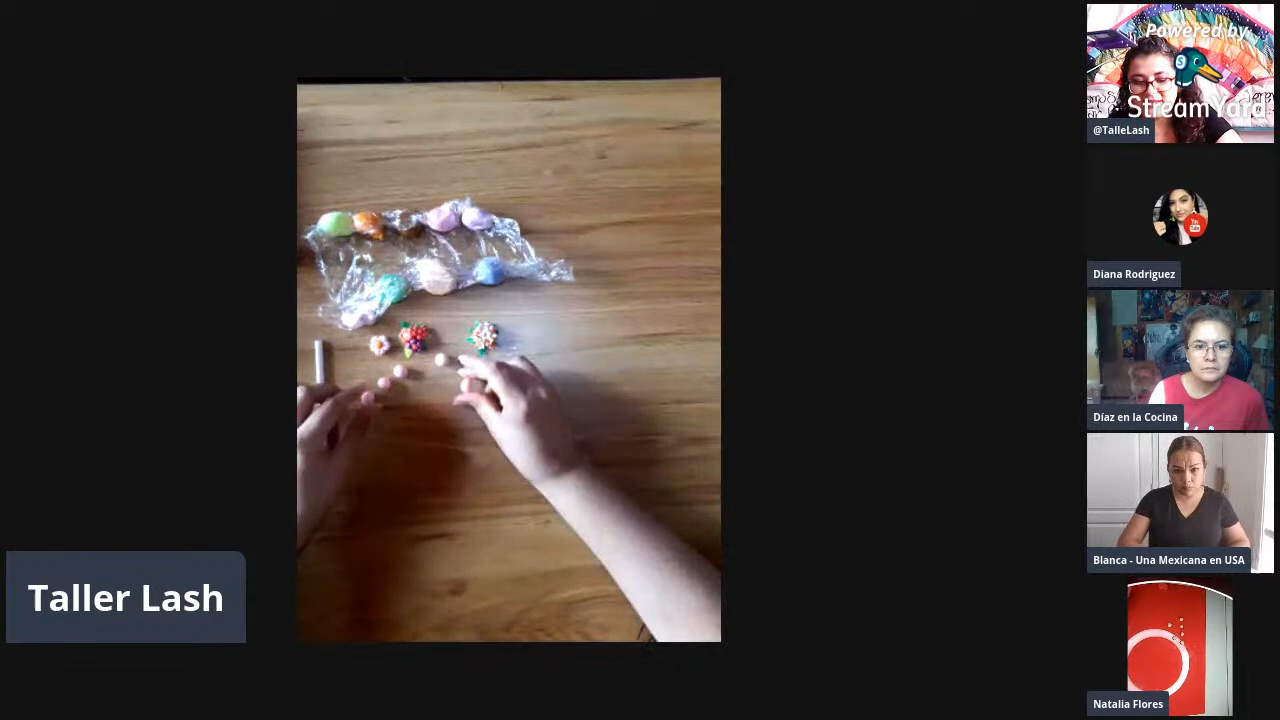 Powered by
StreamYard
@TalleLash
Diana Rodriguez
Díaz en la Cocina
Blanca - Una Mexicana en USA
Taller Lash
Natalia Flores